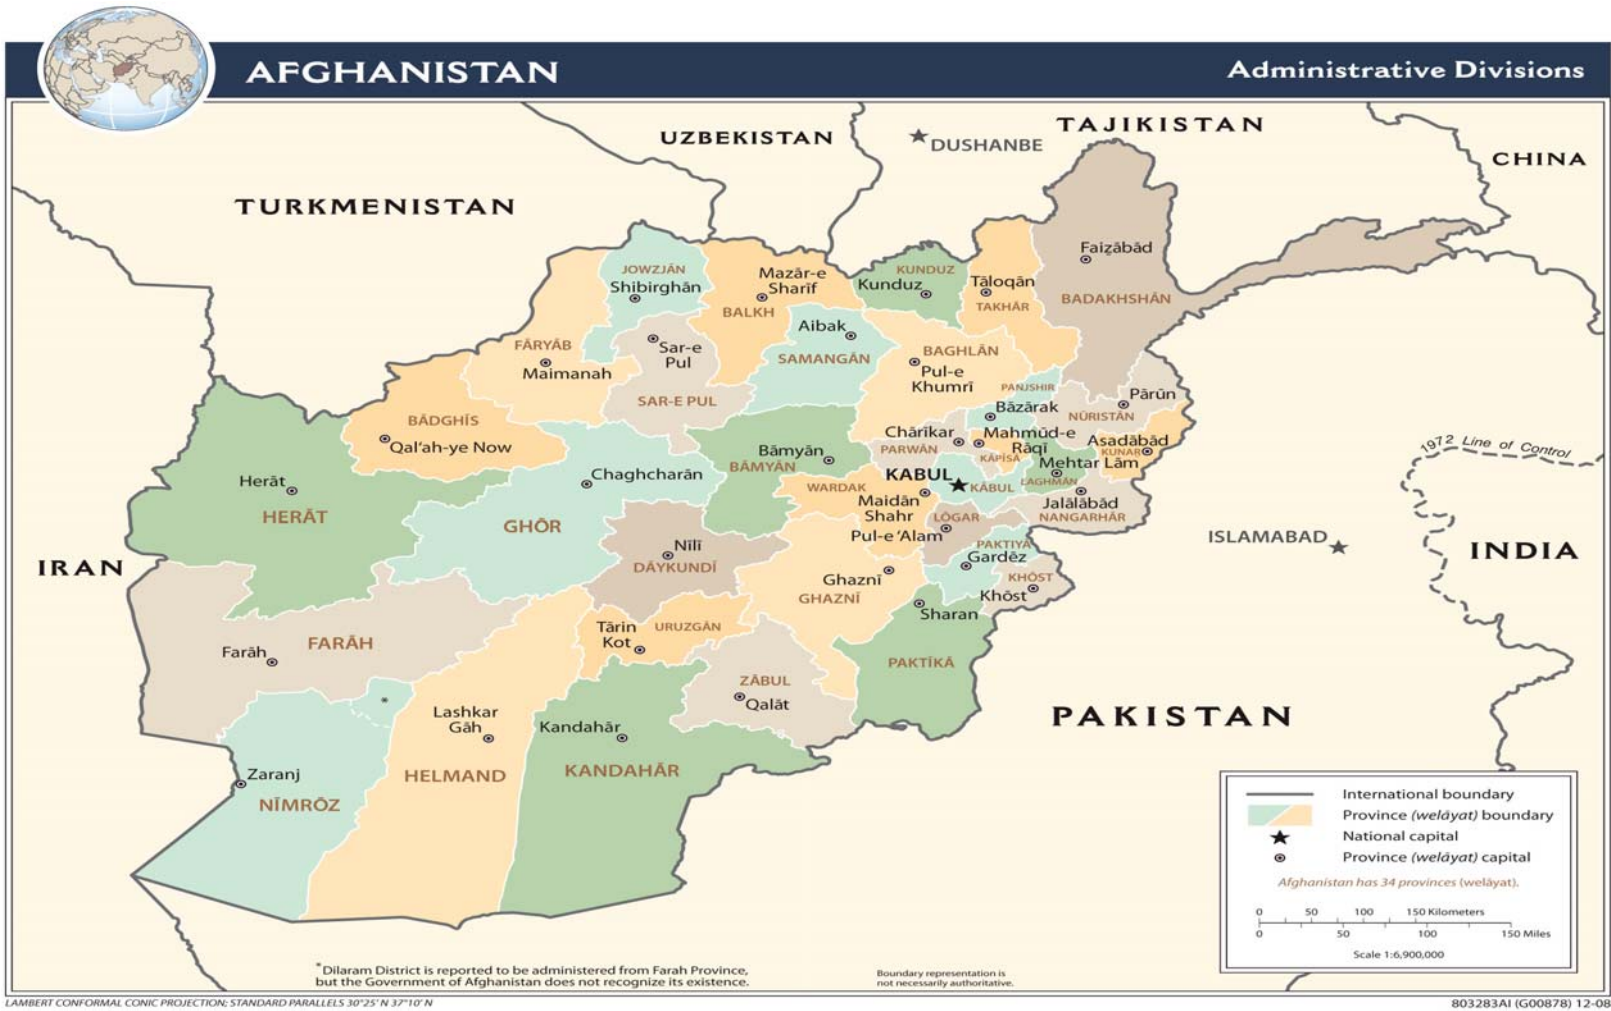 AFGHANISTAN
Administrative Divisions
UZBEKISTAN
TAJIKISTAN
DUSHANBE
CHINA
TURKMENISTAN
Faiẕābād
JOWZJĀN
Shibirghān
Mazār-e
Sharīf
BALKH
KUNDUZ
Kunduz
Tāloqān
TAKHĀR
BADAKHSHĀN
Aibak
SAMANGĀN
FĀRYĀB
Maimanah
Sar-e
Pul
SAR-E PUL
BAGHLĀN
Pul-e
Khumrī
PANJSHIR
Bāzārak
Pārūn
NŪRISTĀN
BĀDGHĪS
Qal'ah-ye Now
Chārīkar
PARWĀN
Mahmūd-e
Rāqī
KĀPĪSĀ
Asadābād
KUNAR
Mehtar Lām
LAGHMĀN
Bāmyān
BĀMYĀN
KABUL
KĀBUL
Jalālābād
NANGARHĀR
Herāt
HERĀT
Chaghcharān
GHŌR
WARDAK
Maidān
Shahr
LŌGAR
Pul-e 'Alam
PAKTIYĀ
Gardēz
1972 Line of Control
ISLAMABAD
INDIA
IRAN
Nīlī
DĀYKUNDĪ
Ghaznī
GHAZNĪ
KHŌST
Khōst
Sharan
PAKTĪKĀ
Tārin
Kot
URUZGĀN
FARĀH
Farāh
ZĀBUL
Qalāt
*
Lashkar
Gāh
HELMAND
Kandahār
KANDAHĀR
PAKISTAN
Zaranj
NĪMRŌZ
International boundary
Province (welāyat) boundary
National capital
Province (welāyat) capital
Afghanistan has 34 provinces (welāyat).
0 50 100 150 Kilometers
0 50 100 150 Miles
Scale 1:6,900,000
*Dilaram District is reported to be administered from Farah Province,
but the Government of Afghanistan does not recognize its existence.
Boundary representation is
not necessarily authoritative.
LAMBERT CONFORMAL CONIC PROJECTION; STANDARD PARALLELS 30°25' N 37°10' N
803283AI (G00878) 12-08